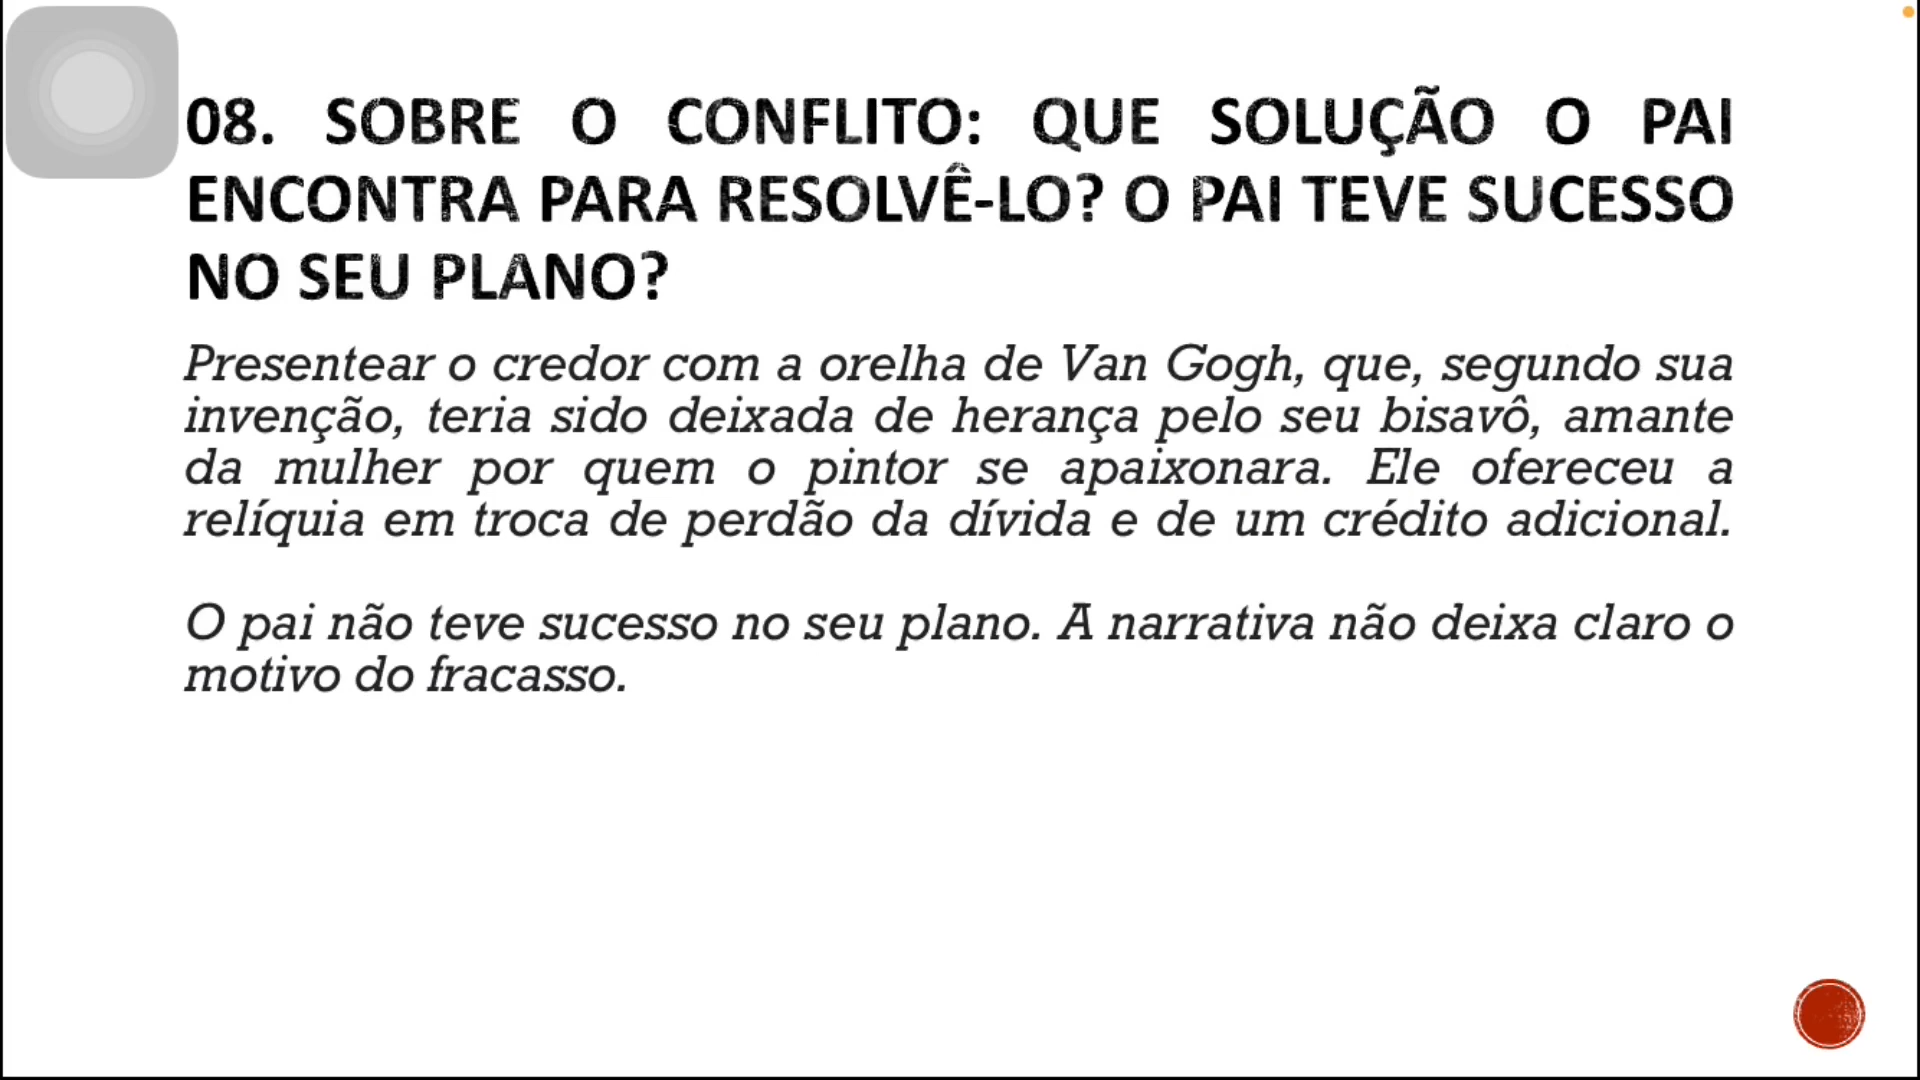 08. SOBRE O CONFLITO: QUE SOLUÇÃO O PAI
ENCONTRA PARA RESOLVÊ-LO? O PAI TEVE SUCESSO
NO SEU PLANO?
Presentear o credor com a orelha de Van Gogh, que, segundo sua
invenção, teria sido deixada de herança pelo seu bisavô, amante
da mulher por quem o pintor se apaixonara. Ele ofereceu a
relíquia em troca de perdão da dívida e de um crédito adicional.
O pai não teve sucesso no seu plano. A narrativa não deixa claro o
motivo do fracasso.